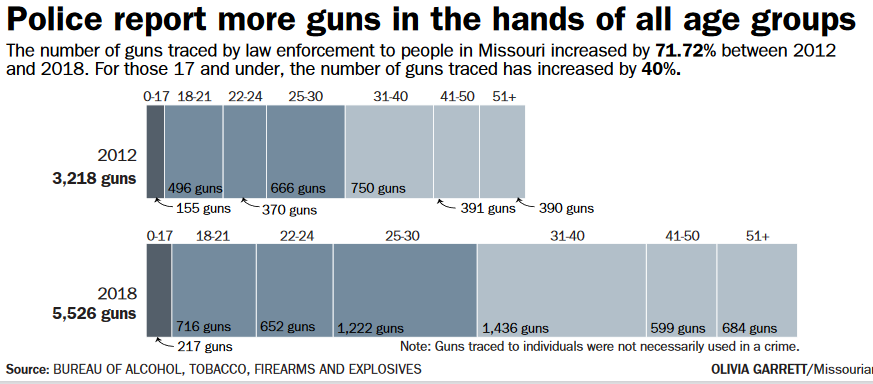 Police report more guns in the hands of all age groups
The number of guns traced by law enforcement to people in Missouri increased by 71.72% between 2012
and 2018. For those 17 and under, the number of guns traced has increased by 40%.
0-17 18-21 22-24 25-30 31-40 41-50 51+
2012
3,218 guns
496 guns 666 guns 750 guns
155 guns 370 guns 391 guns 390 guns
0-17 18-21 22-24 25-30 31-40 41-50 51+
2018
5,526 guns
716 guns 652 guns 1,222 guns 1,436 guns 599 guns 684 guns
217 guns
Note: Guns traced to individuals were not necessarily used in a crime.
Source: BUREAU OF ALCOHOL, TOBACCO, FIREARMS AND EXPLOSIVES
OLIVIA GARRETT/Missourian